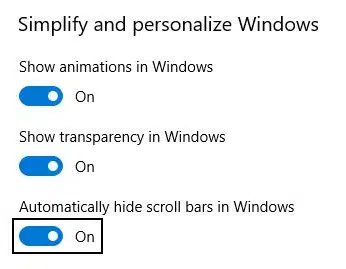 Simplify and personalize Windows
Show animations in Windows
On
Show transparency in Windows
On
Automatically hide scroll bars in Windows
On